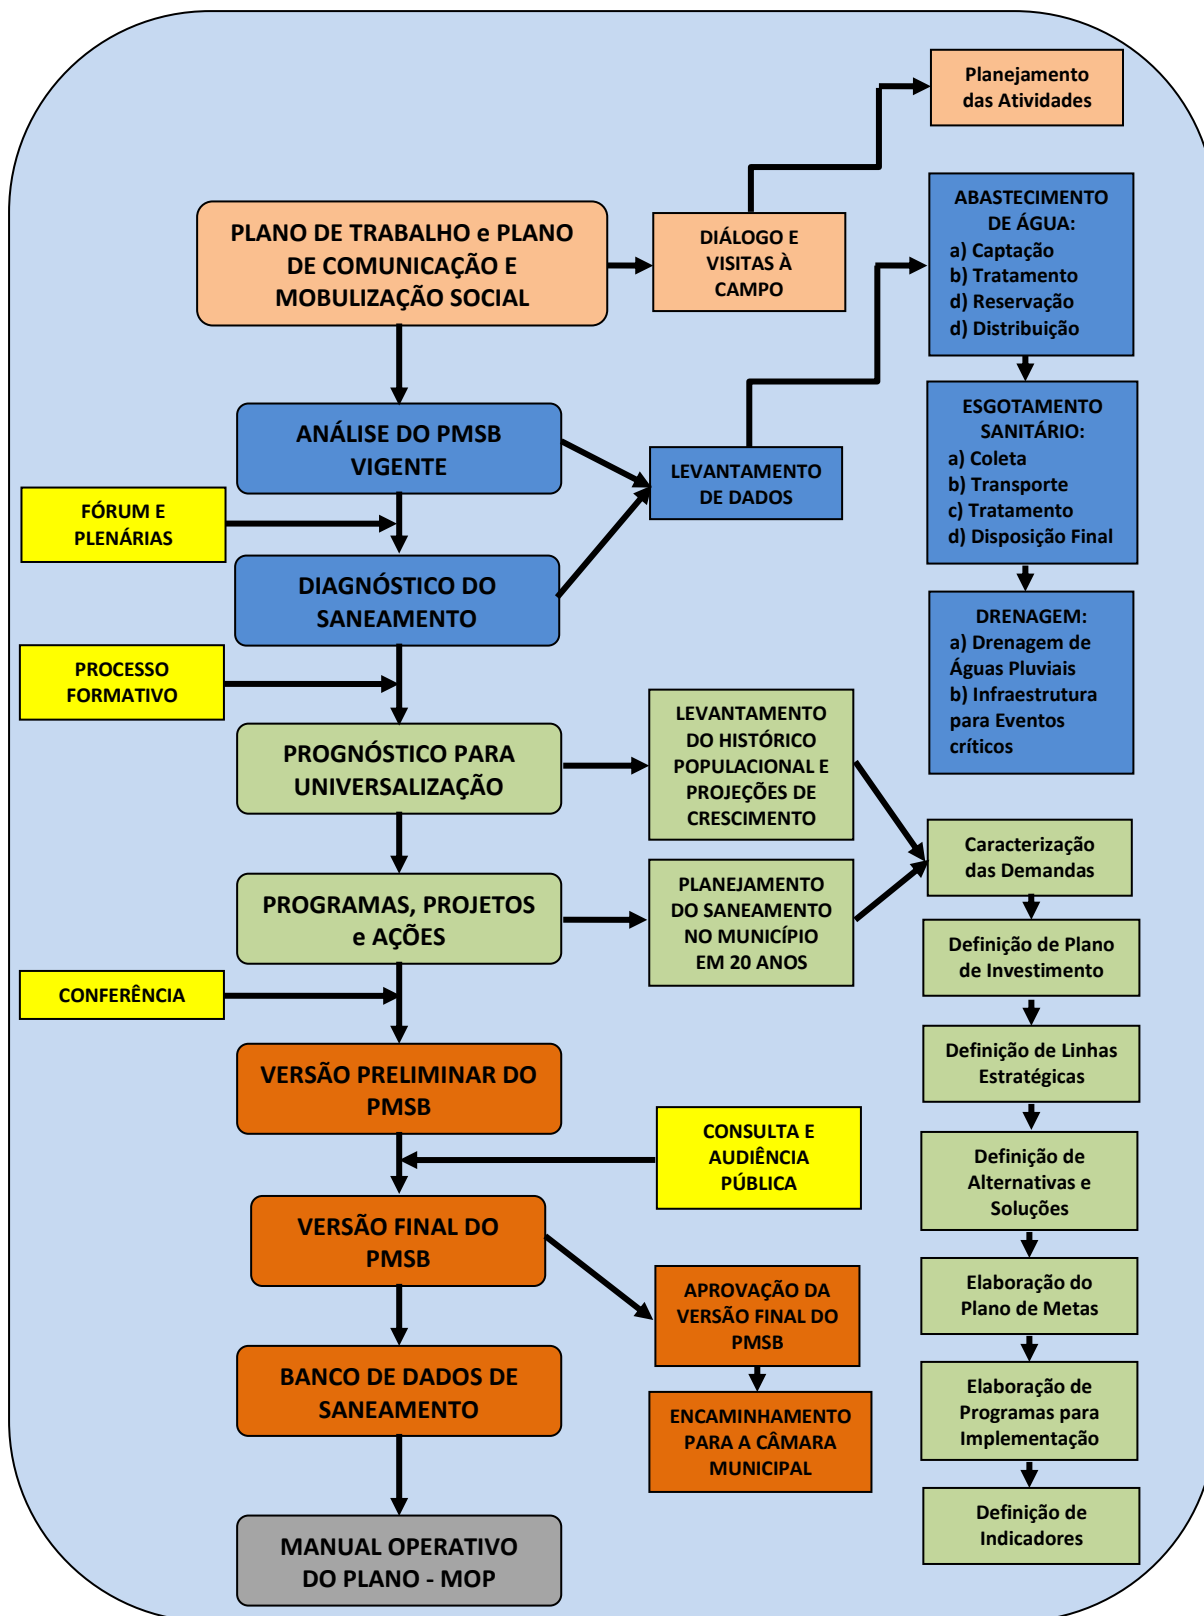 Planejamento
das Atividades
PLANO DE TRABALHO e PLANO
DE COMUNICAÇÃO E
MOBULIZAÇÃO SOCIAL
DIÁLOGO E
VISITAS À
CAMPO
ABASTECIMENTO
DE ÁGUA:
a) Captação
b) Tratamento
d) Reservação
d) Distribuição
ANÁLISE DO PMSB
VIGENTE
LEVANTAMENTO
DE DADOS
ESGOTAMENTO
SANITÁRIO:
a) Coleta
b) Transporte
c) Tratamento
d) Disposição Final
FÓRUM E
PLENÁRIAS
DIAGNÓSTICO DO
SANEAMENTO
DRENAGEM:
a) Drenagem de
Águas Pluviais
b) Infraestrutura
para Eventos
críticos
PROCESSO
FORMATIVO
PROGNÓSTICO PARA
UNIVERSALIZAÇÃO
LEVANTAMENTO
DO HISTÓRICO
POPULACIONAL E
PROJEÇÕES DE
CRESCIMENTO
Caracterização
das Demandas
PROGRAMAS, PROJETOS
e AÇÕES
PLANEJAMENTO
DO SANEAMENTO
NO MUNICÍPIO
EM 20 ANOS
Definição de Plano
de Investimento
CONFERÊNCIA
VERSÃO PRELIMINAR DO
PMSB
Definição de Linhas
Estratégicas
CONSULTA E
AUDIÊNCIA
PÚBLICA
Definição de
Alternativas e
Soluções
VERSÃO FINAL DO
PMSB
APROVAÇÃO DA
VERSÃO FINAL DO
PMSB
Elaboração do
Plano de Metas
BANCO DE DADOS DE
SANEAMENTO
ENCAMINHAMENTO
PARA A CÂMARA
MUNICIPAL
Elaboração de
Programas para
Implementação
Definição de
Indicadores
MANUAL OPERATIVO
DO PLANO - MOP